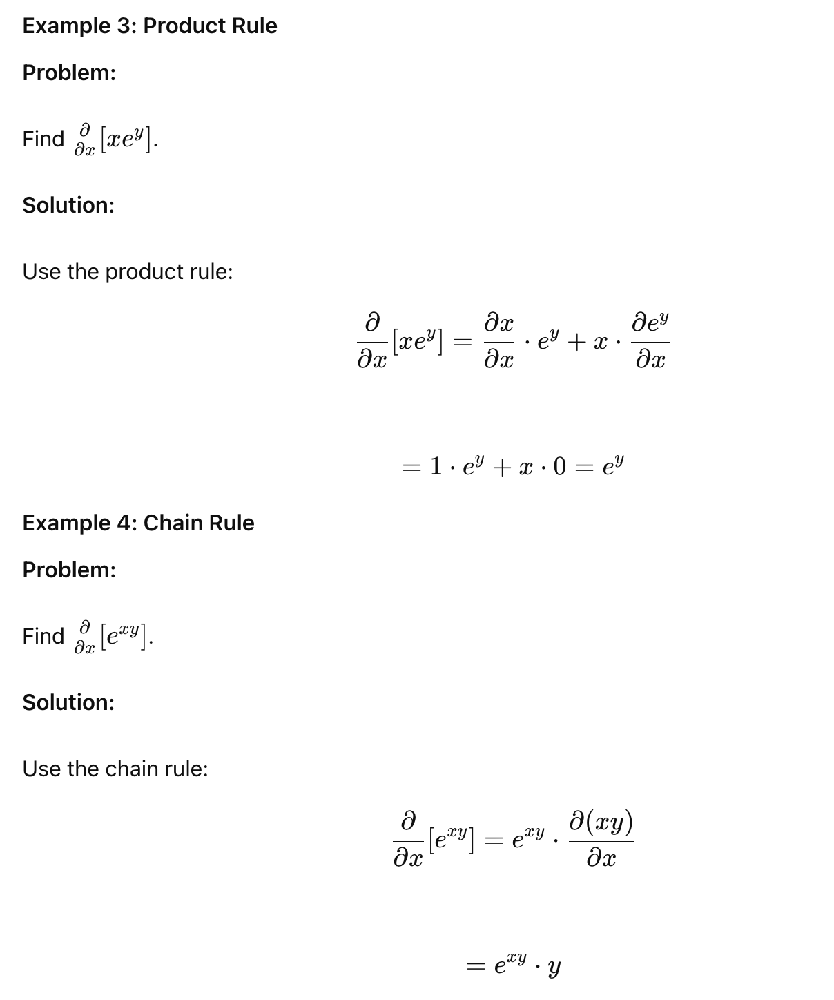 Example 3: Product Rule
Problem:
Find $\frac{\partial}{\partial x}[xe^y]$.
Solution:
Use the product rule:
$\frac{\partial}{\partial x}[xe^y] = \frac{\partial x}{\partial x} \cdot e^y + x \cdot \frac{\partial e^y}{\partial x}$
$= 1 \cdot e^y + x \cdot 0 = e^y$
Example 4: Chain Rule
Problem:
Find $\frac{\partial}{\partial x}[e^{xy}]$.
Solution:
Use the chain rule:
$\frac{\partial}{\partial x}[e^{xy}] = e^{xy} \cdot \frac{\partial(xy)}{\partial x}$
$= e^{xy} \cdot y$